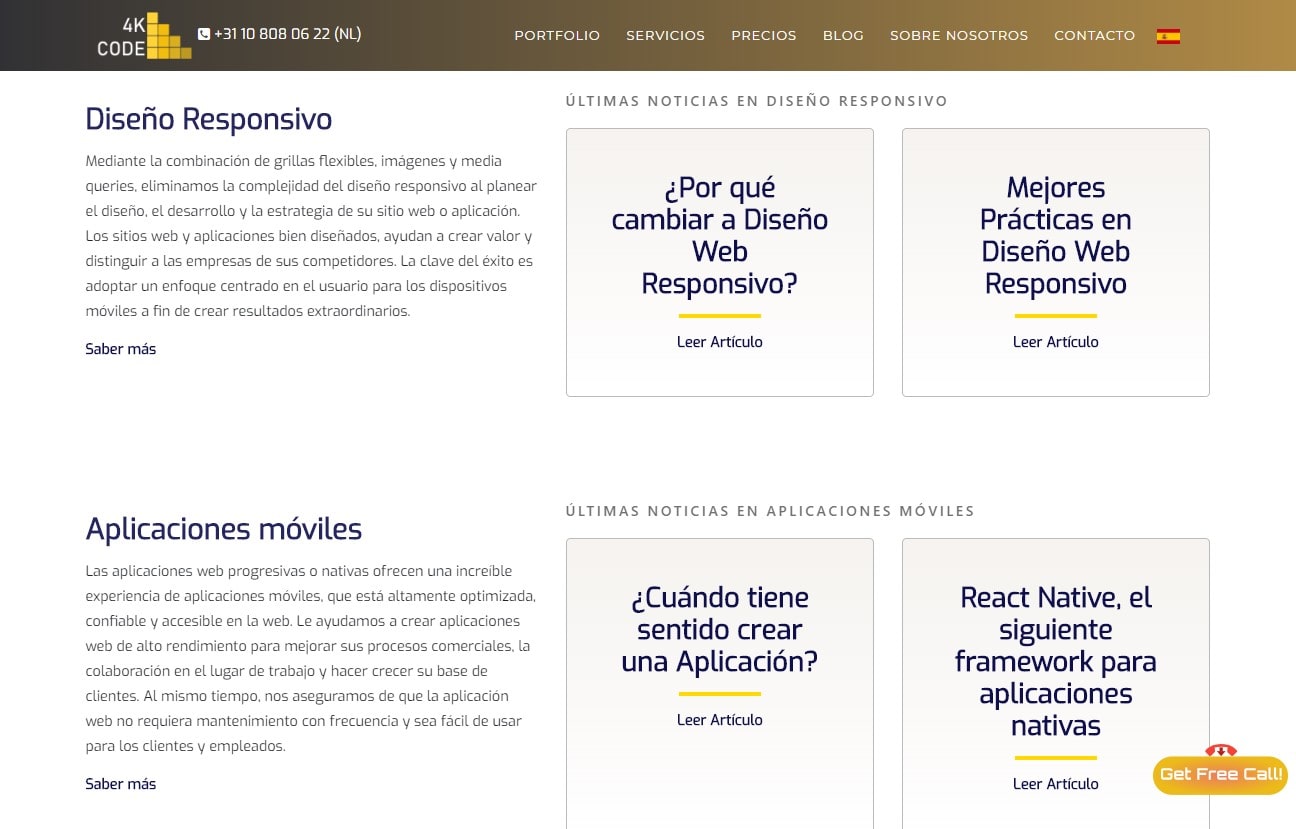 4K
CODE
+31 10 808 06 22 (NL)
PORTFOLIO
SERVICIOS
PRECIOS
BLOG
SOBRE NOSOTROS
CONTACTO
Diseño Responsivo
Mediante la combinación de grillas flexibles, imágenes y media
queries, eliminamos la complejidad del diseño responsivo al planear
el diseño, el desarrollo y la estrategia de su sitio web o aplicación.
Los sitios web y aplicaciones bien diseñados, ayudan a crear valor y
distinguir a las empresas de sus competidores. La clave del éxito es
adoptar un enfoque centrado en el usuario para los dispositivos
móviles a fin de crear resultados extraordinarios.
Saber más
ÚLTIMAS NOTICIAS EN DISEÑO RESPONSIVO
¿Por qué
cambiar a Diseño
Web
Responsivo?
Leer Artículo
Mejores
Prácticas en
Diseño Web
Responsivo
Leer Artículo
Aplicaciones móviles
Las aplicaciones web progresivas o nativas ofrecen una increíble
experiencia de aplicaciones móviles, que está altamente optimizada,
confiable y accesible en la web. Le ayudamos a crear aplicaciones
web de alto rendimiento para mejorar sus procesos comerciales, la
colaboración en el lugar de trabajo y hacer crecer su base de
clientes. Al mismo tiempo, nos aseguramos de que la aplicación
web no requiera mantenimiento con frecuencia y sea fácil de usar
para los clientes y empleados.
Saber más
ÚLTIMAS NOTICIAS EN APLICACIONES MÓVILES
¿Cuándo tiene
sentido crear
una Aplicación?
Leer Artículo
React Native, el
siguiente
framework para
aplicaciones
nativas
Leer Artículo
Get Free Call!